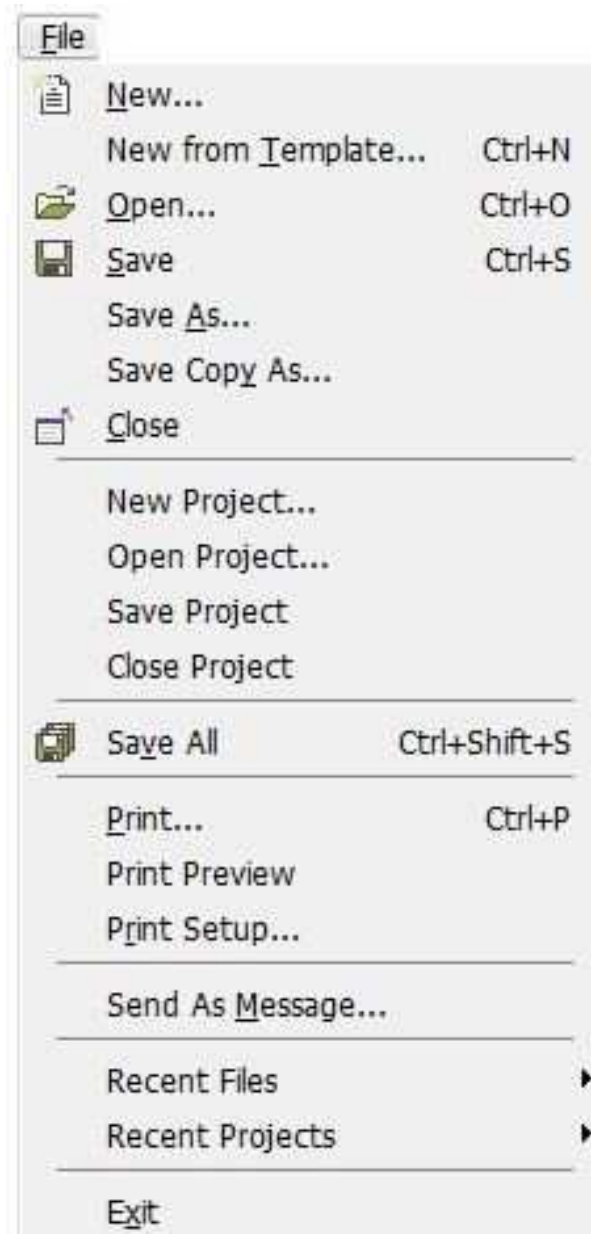 File
New...
New from Template... Ctrl+N
Open... Ctrl+O
Save Ctrl+S
Save As...
Save Copy As...
Close
New Project...
Open Project...
Save Project
Close Project
Save All Ctrl+Shift+S
Print... Ctrl+P
Print Preview
Print Setup...
Send As Message...
Recent Files
Recent Projects
Exit